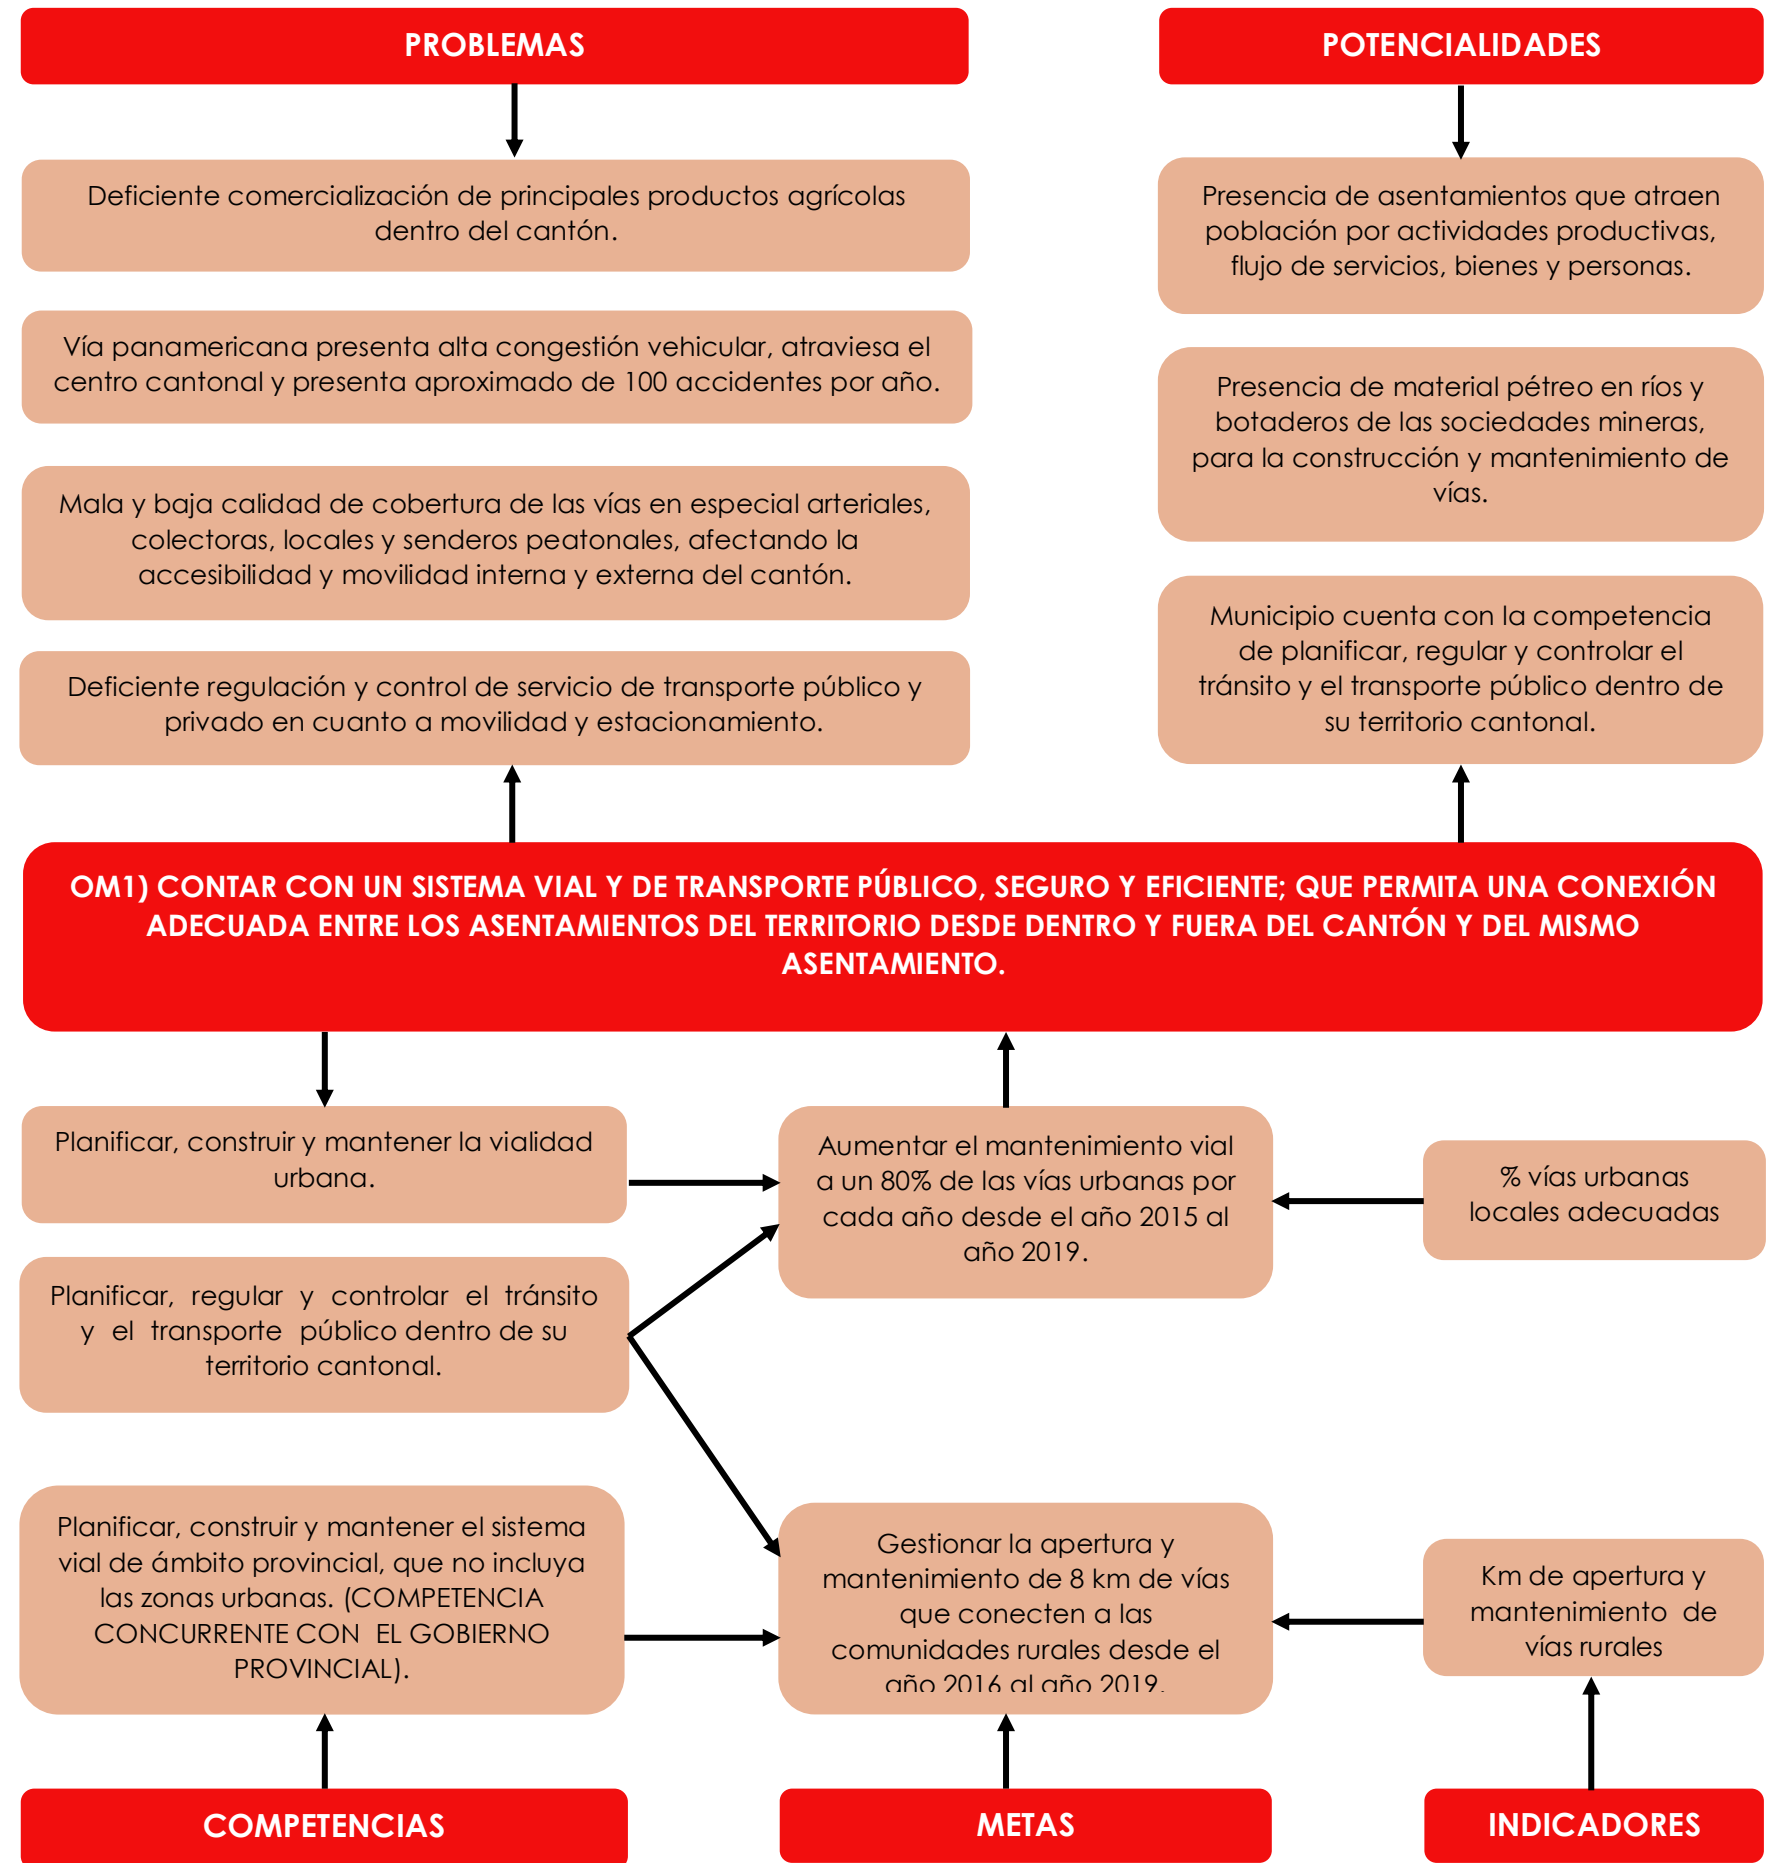 PROBLEMAS
Deficiente comercialización de principales productos agrícolas
dentro del cantón.
Vía panamericana presenta alta congestión vehicular, atraviesa el
centro cantonal y presenta aproximado de 100 accidentes por año.
Mala y baja calidad de cobertura de las vías en especial arteriales,
colectoras, locales y senderos peatonales, afectando la
accesibilidad y movilidad interna y externa del cantón.
Deficiente regulación y control de servicio de transporte público y
privado en cuanto a movilidad y estacionamiento.
POTENCIALIDADES
Presencia de asentamientos que atraen
población por actividades productivas,
flujo de servicios, bienes y personas.
Presencia de material pétreo en ríos y
botaderos de las sociedades mineras,
para la construcción y mantenimiento de
vías.
Municipio cuenta con la competencia
de planificar, regular y controlar el
tránsito y el transporte público dentro de
su territorio cantonal.
OM1) CONTAR CON UN SISTEMA VIAL Y DE TRANSPORTE PÚBLICO, SEGURO Y EFICIENTE; QUE PERMITA UNA CONEXIÓN
ADECUADA ENTRE LOS ASENTAMIENTOS DEL TERRITORIO DESDE DENTRO Y FUERA DEL CANTÓN Y DEL MISMO
ASENTAMIENTO.
Planificar, construir y mantener la vialidad
urbana.
Planificar, regular y controlar el tránsito
y el transporte público dentro de su
territorio cantonal.
Planificar, construir y mantener el sistema
vial de ámbito provincial, que no incluya
las zonas urbanas. (COMPETENCIA
CONCURRENTE CON EL GOBIERNO
PROVINCIAL).
COMPETENCIAS
Aumentar el mantenimiento vial
a un 80% de las vías urbanas por
cada año desde el año 2015 al
año 2019.
Gestionar la apertura y
mantenimiento de 8 km de vías
que conecten a las
comunidades rurales desde el
año 2016 al año 2019.
METAS
% vías urbanas
locales adecuadas
Km de apertura y
mantenimiento de
vías rurales
INDICADORES